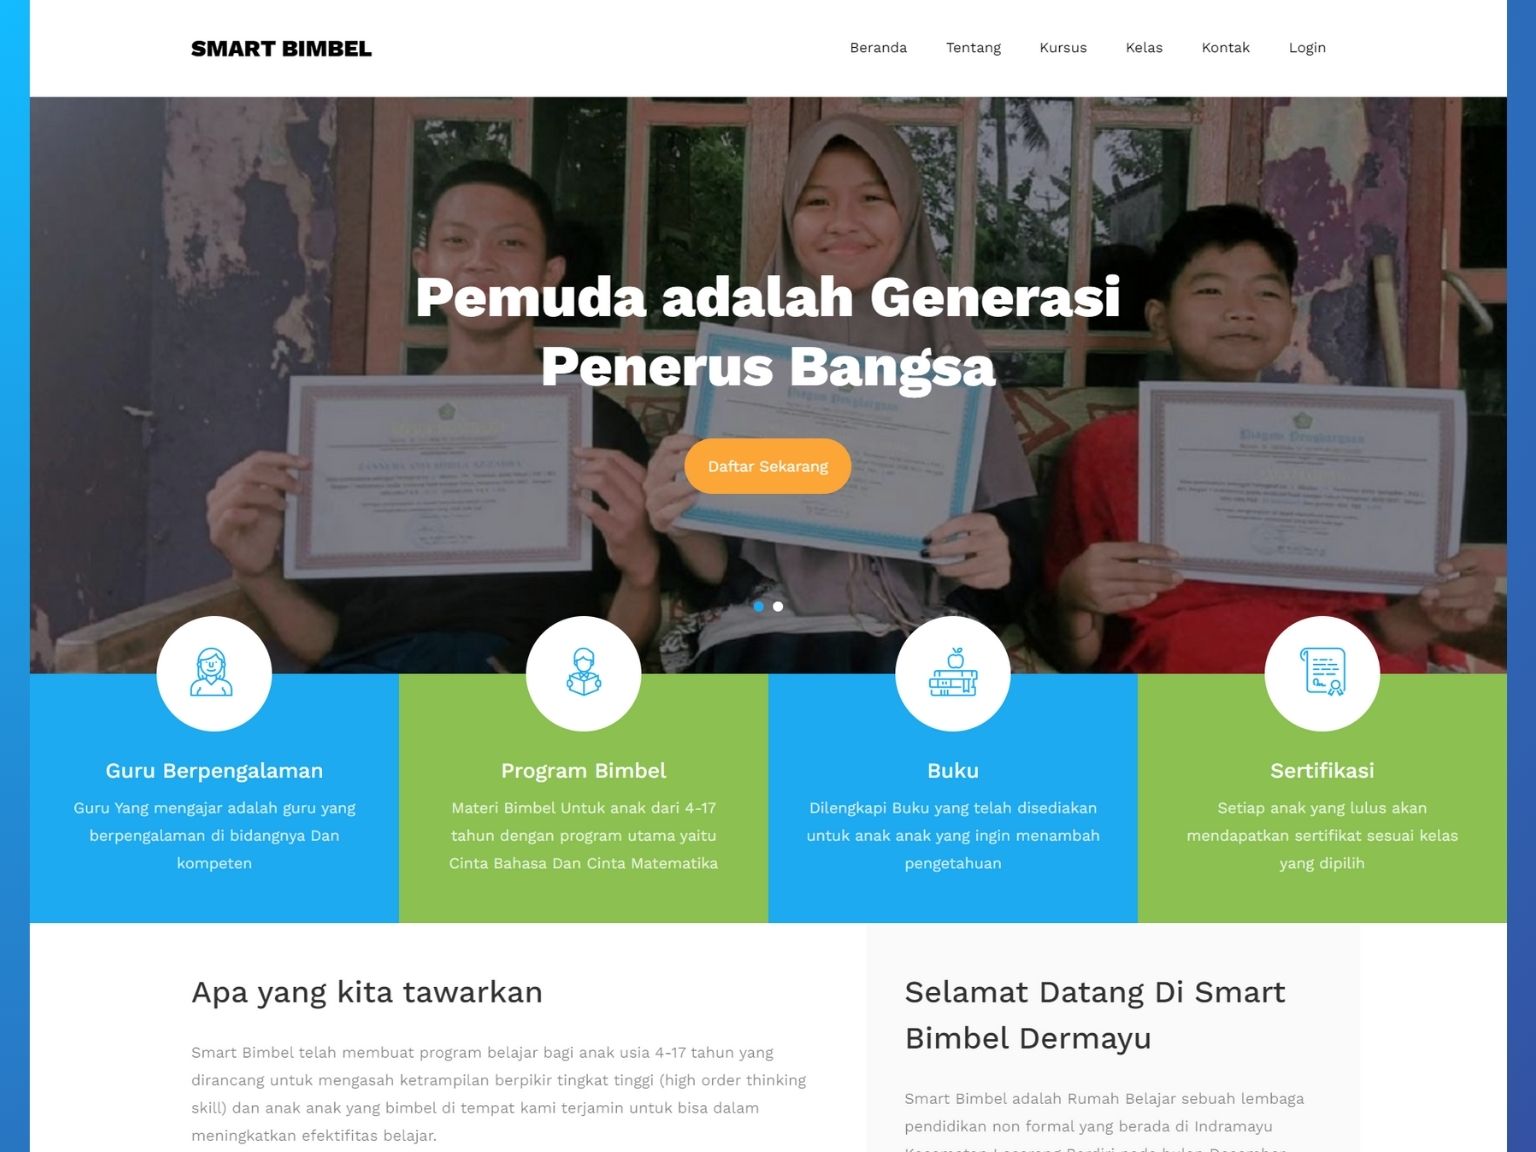 SMART BIMBEL
Beranda Tentang Kursus Kelas Kontak Login
Pemuda adalah Generasi
Penerus Bangsa
Piagam Penghargaan
Piagam Penghargaan
Daftar Sekarang
Guru Berpengalaman
Guru Yang mengajar adalah guru yang
berpengalaman di bidangnya Dan
kompeten
Program Bimbel
Materi Bimbel Untuk anak dari 4-17
tahun dengan program utama yaitu
Cinta Bahasa Dan Cinta Matematika
Buku
Dilengkapi Buku yang telah disediakan
untuk anak anak yang ingin menambah
pengetahuan
Sertifikasi
Setiap anak yang lulus akan
mendapatkan sertifikat sesuai kelas
yang dipilih
Apa yang kita tawarkan
Smart Bimbel telah membuat program belajar bagi anak usia 4-17 tahun yang
dirancang untuk mengasah ketrampilan berpikir tingkat tinggi (high order thinking
skill) dan anak anak yang bimbel di tempat kami terjamin untuk bisa dalam
meningkatkan efektifitas belajar.
Selamat Datang Di Smart
Bimbel Dermayu
Smart Bimbel adalah Rumah Belajar sebuah lembaga
pendidikan non formal yang berada di Indramayu